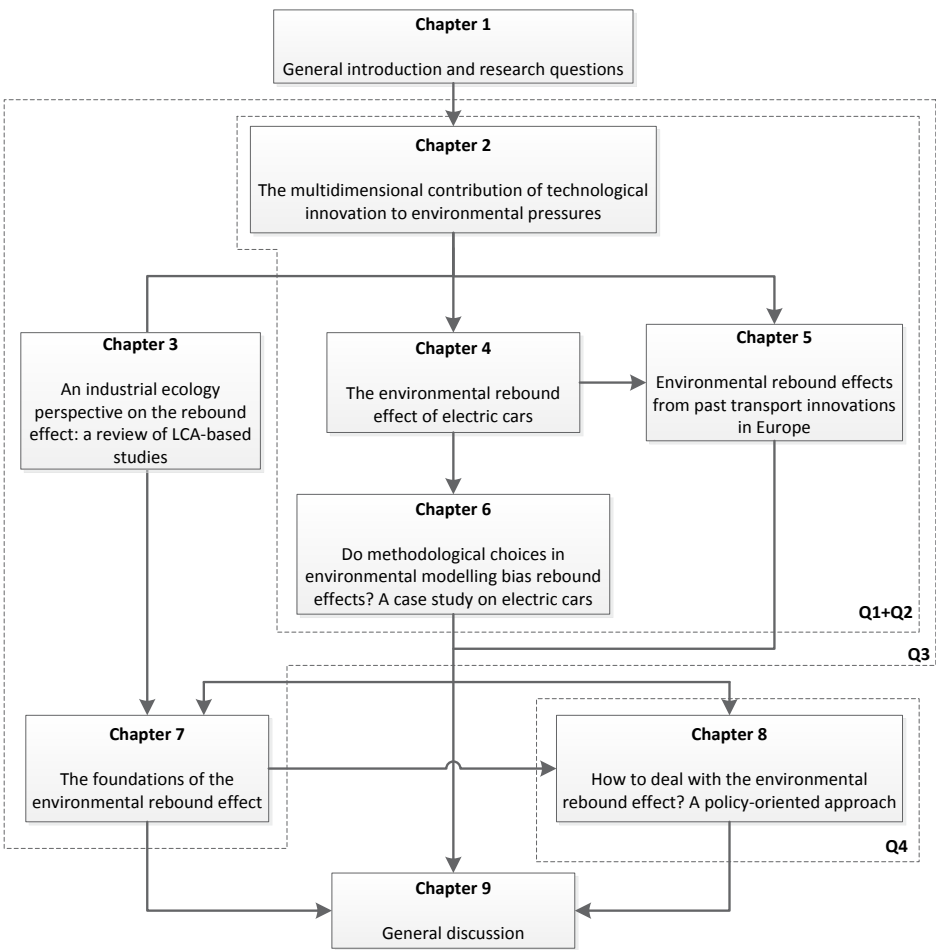 Chapter 1
General introduction and research questions
Chapter 2
The multidimensional contribution of technological
innovation to environmental pressures
Chapter 3
An industrial ecology
perspective on the rebound
effect: a review of LCA-based
studies
Chapter 4
The environmental rebound
effect of electric cars
Chapter 5
Environmental rebound effects
from past transport innovations
in Europe
Chapter 6
Do methodological choices in
environmental modelling bias rebound
effects? A case study on electric cars
Q1+Q2
Q3
Chapter 7
The foundations of the
environmental rebound effect
Chapter 8
How to deal with the environmental
rebound effect? A policy-oriented approach
Q4
Chapter 9
General discussion